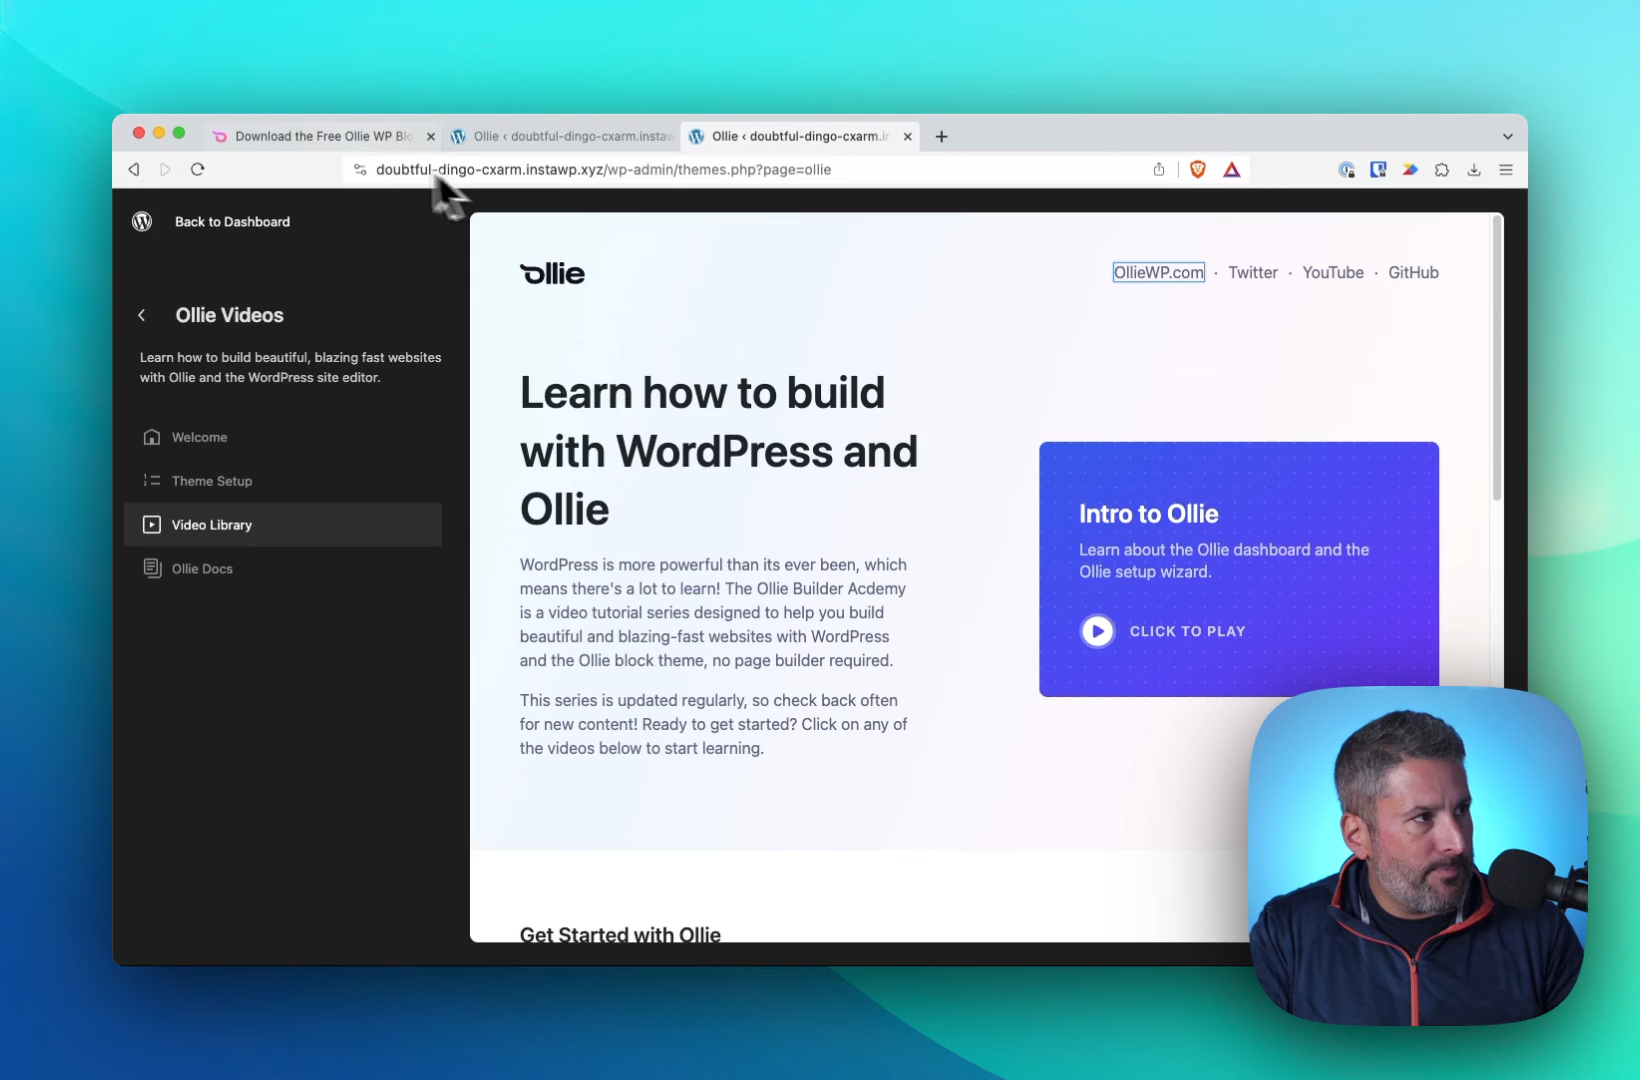 Download the Free Ollie WP Blo
Ollie ‹ doubtful-dingo-cxarm.instaw
Ollie ‹ doubtful-dingo-cxarm.in
doubtful-dingo-cxarm.instawp.xyz/wp-admin/themes.php?page=ollie
Back to Dashboard
Ollie Videos
Learn how to build beautiful, blazing fast websites
with Ollie and the WordPress site editor.
Welcome
Theme Setup
Video Library
Ollie Docs
ollie
OllieWP.com · Twitter · YouTube · GitHub
Learn how to build
with WordPress and
Ollie
WordPress is more powerful than its ever been, which
means there's a lot to learn! The Ollie Builder Acdemy
is a video tutorial series designed to help you build
beautiful and blazing-fast websites with WordPress
and the Ollie block theme, no page builder required.
This series is updated regularly, so check back often
for new content! Ready to get started? Click on any of
the videos below to start learning.
Intro to Ollie
Learn about the Ollie dashboard and the
Ollie setup wizard.
CLICK TO PLAY
Get Started with Ollie